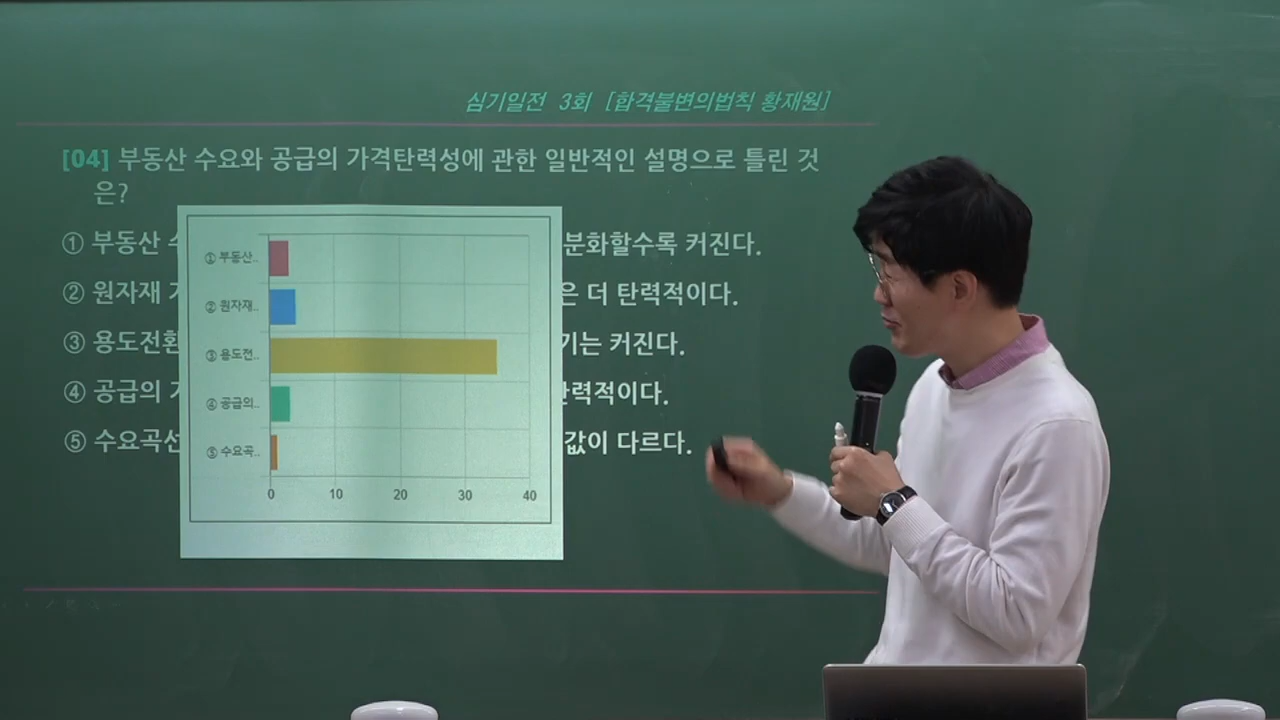 심기일전 3회 [합격불변의법칙 황재원]
[04] 부동산 수요와 공급의 가격탄력성에 관한 일반적인 설명으로 틀린 것
은?
① 부동산 분화할수록 커진다.
② 원자재 은 더 탄력적이다.
③ 용도전환 기는 커진다.
④ 공급의 탄력적이다.
⑤ 수요곡선 값이 다르다.
① 부동산..
② 원자재..
③ 용도전..
④ 공급의..
⑤ 수요곡..
0 10 20 30 40